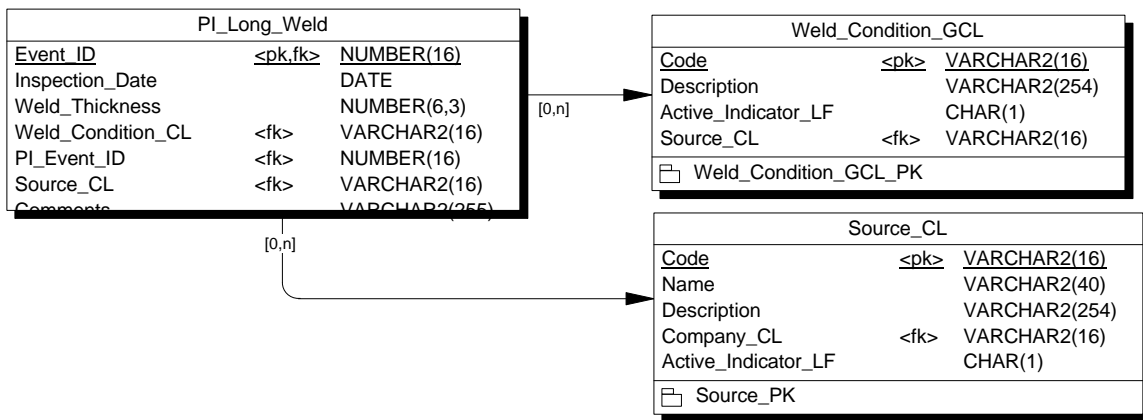 PI_Long_Weld
Event_ID <pk,fk> NUMBER(16)
Inspection_Date DATE
Weld_Thickness NUMBER(6,3)
Weld_Condition_CL <fk> VARCHAR2(16)
PI_Event_ID <fk> NUMBER(16)
Source_CL <fk> VARCHAR2(16)
Comments VARCHAR2(255)
[0,n]
[0,n]
Weld_Condition_GCL
Code <pk> VARCHAR2(16)
Description VARCHAR2(254)
Active_Indicator_LF CHAR(1)
Source_CL <fk> VARCHAR2(16)
Weld_Condition_GCL_PK
Source_CL
Code <pk> VARCHAR2(16)
Name VARCHAR2(40)
Description VARCHAR2(254)
Company_CL <fk> VARCHAR2(16)
Active_Indicator_LF CHAR(1)
Source_PK